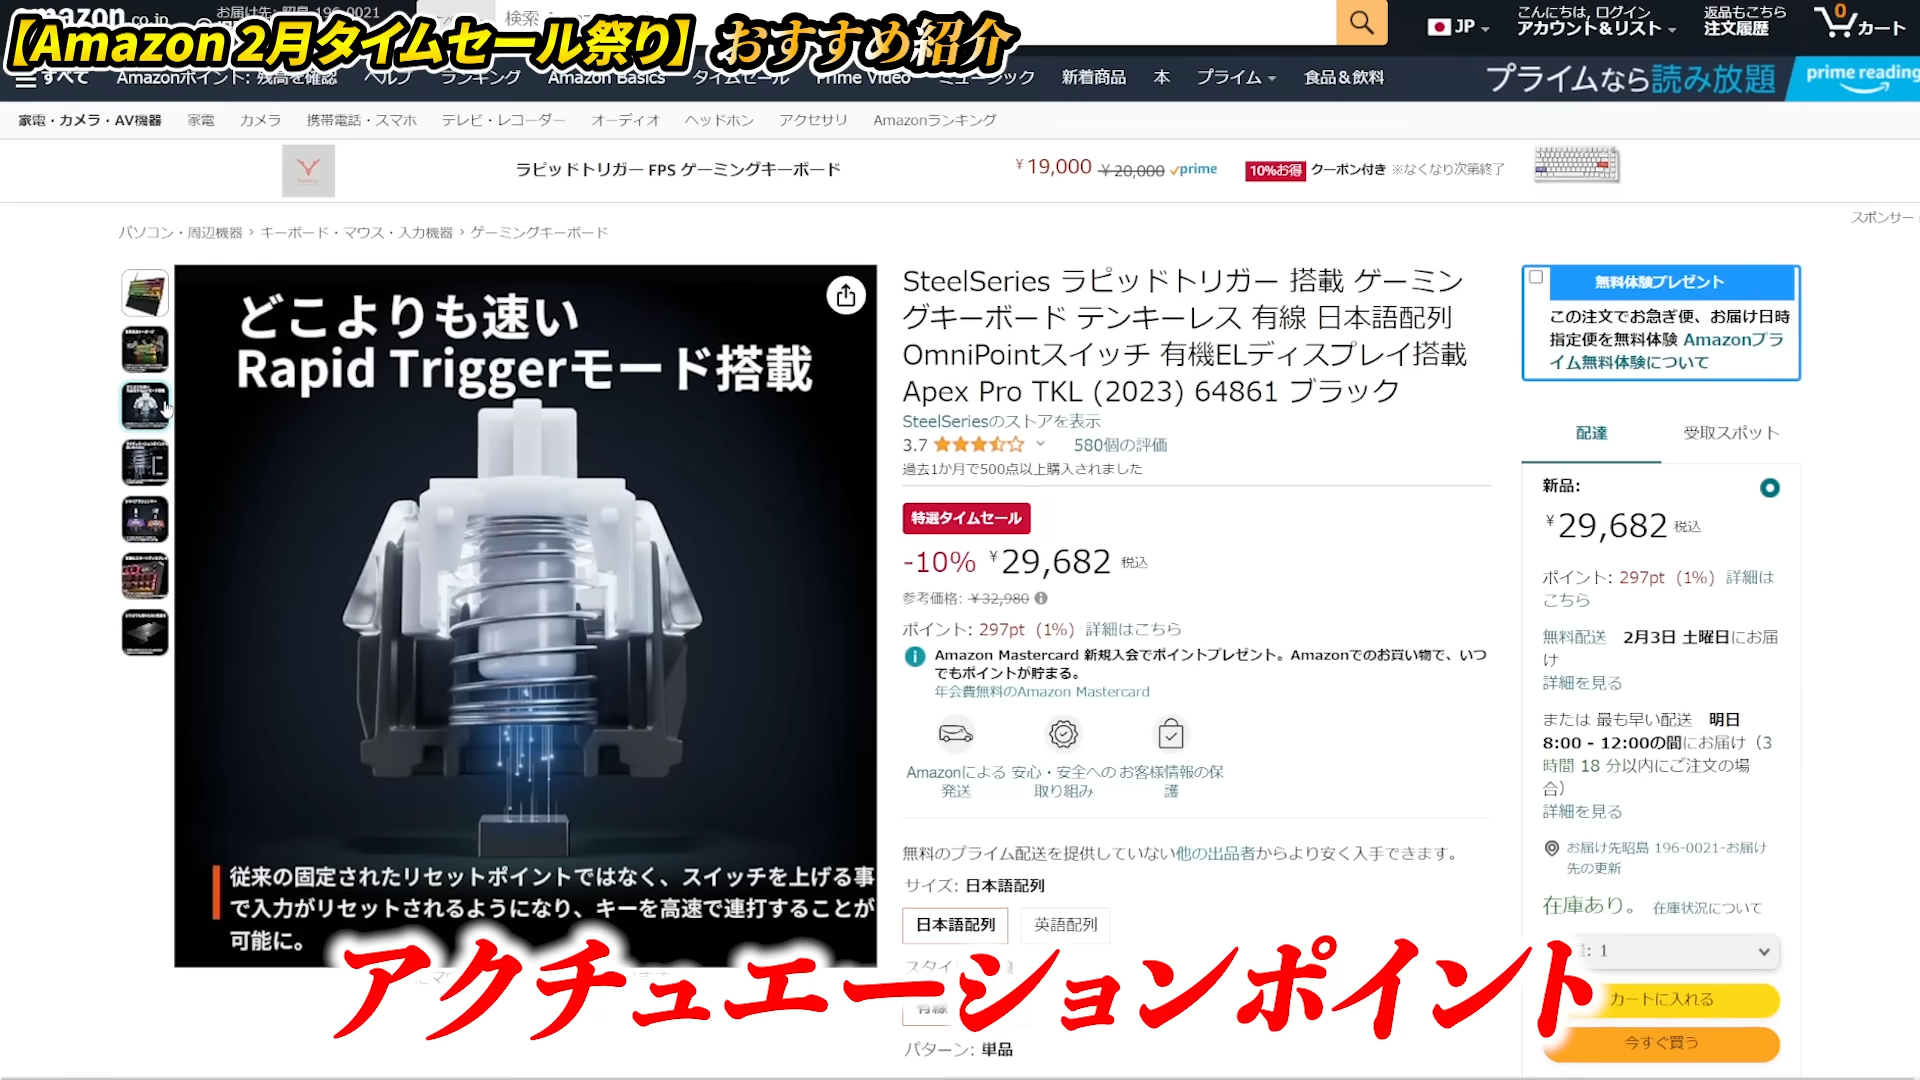 【Amazon 2月タイムセール祭り】おすすめ紹介
お届け先: 昭島 196-0021
検索
JP
こんにちは, ログイン
アカウント&リスト
返品もこちら
注文履歴
0
カート
すべて Amazonポイント: 残高を確認 ヘルプ ランキング Amazon Basics タイムセール Prime Video ミュージック 新着商品 本 プライム 食品&飲料
プライムなら読み放題
prime reading
家電・カメラ・AV機器 家電 カメラ 携帯電話・スマホ テレビ・レコーダー オーディオ ヘッドホン アクセサリ Amazonランキング
ラピッドトリガー FPS ゲーミングキーボード
¥19,000 ¥20,000 prime
10%お得 クーポン付き ※なくなり次第終了
スポンサー
パソコン・周辺機器 › キーボード・マウス・入力機器 › ゲーミングキーボード
どこよりも速い
Rapid Triggerモード搭載
従来の固定されたリセットポイントではなく、スイッチを上げる事
で入力がリセットされるようになり、キーを高速で連打することが
可能に。
SteelSeries ラピッドトリガー 搭載 ゲーミン
グキーボード テンキーレス 有線 日本語配列
OmniPointスイッチ 有機ELディスプレイ搭載
Apex Pro TKL (2023) 64861 ブラック
SteelSeriesのストアを表示
3.7 580個の評価
過去1か月で500点以上購入されました
特選タイムセール
-10% ¥29,682 税込
参考価格: ¥32,980
ポイント: 297pt (1%) 詳細はこちら
Amazon Mastercard 新規入会でポイントプレゼント。Amazonでのお買い物で、いつ
でもポイントが貯まる。
年会費無料のAmazon Mastercard
Amazonによる
発送
安心・安全への
取り組み
お客様情報の保
護
無料のプライム配送を提供していない他の出品者からより安く入手できます。
サイズ: 日本語配列
日本語配列 英語配列
スタイ
有線
パターン: 単品
無料体験プレゼント
この注文でお急ぎ便、お届け日時
指定便を無料体験 Amazonプラ
イム無料体験について
配達 受取スポット
新品:
¥29,682 税込
ポイント: 297pt (1%) 詳細は
こちら
無料配送 2月3日 土曜日にお届
け
詳細を見る
または 最も早い配送 明日
8:00 - 12:00の間にお届け（3
時間 18 分以内にご注文の場
合）
詳細を見る
お届け先昭島 196-0021-お届け
先の更新
在庫あり。 在庫状況について
: 1
カートに入れる
今すぐ買う
アクチュエーションポイント